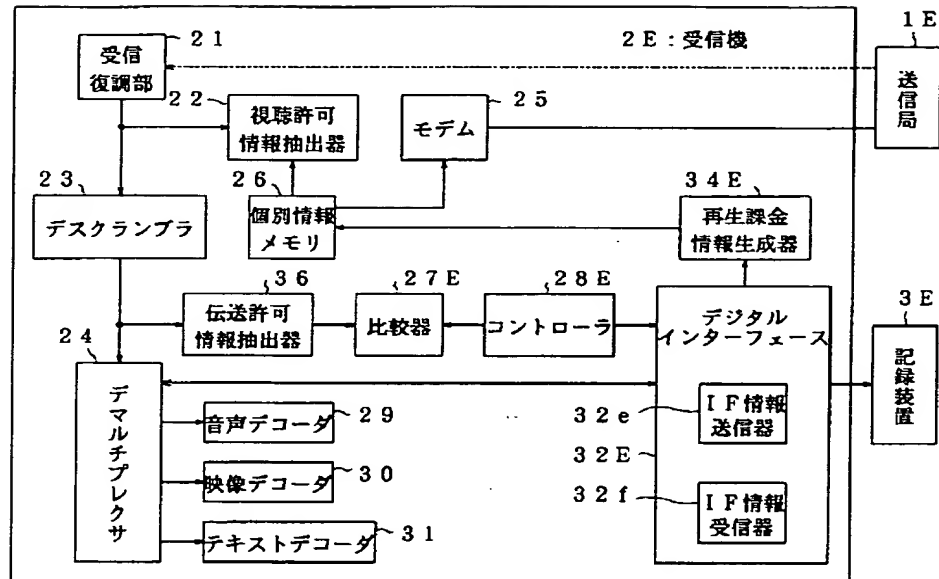 21
受信
復調部
2E:受信機
1E
送信局
22
視聴許可
情報抽出器
25
モデム
23
デスクランブラ
26
個別情報
メモリ
34E
再生課金
情報生成器
36
伝送許可
情報抽出器
27E
比較器
28E
コントローラ
デジタル
インターフェース
3E
記録装置
24
デマルチプレクサ
29
音声デコーダ
30
映像デコーダ
31
テキストデコーダ
32e
IF情報
送信器
32E
32f
IF情報
受信器